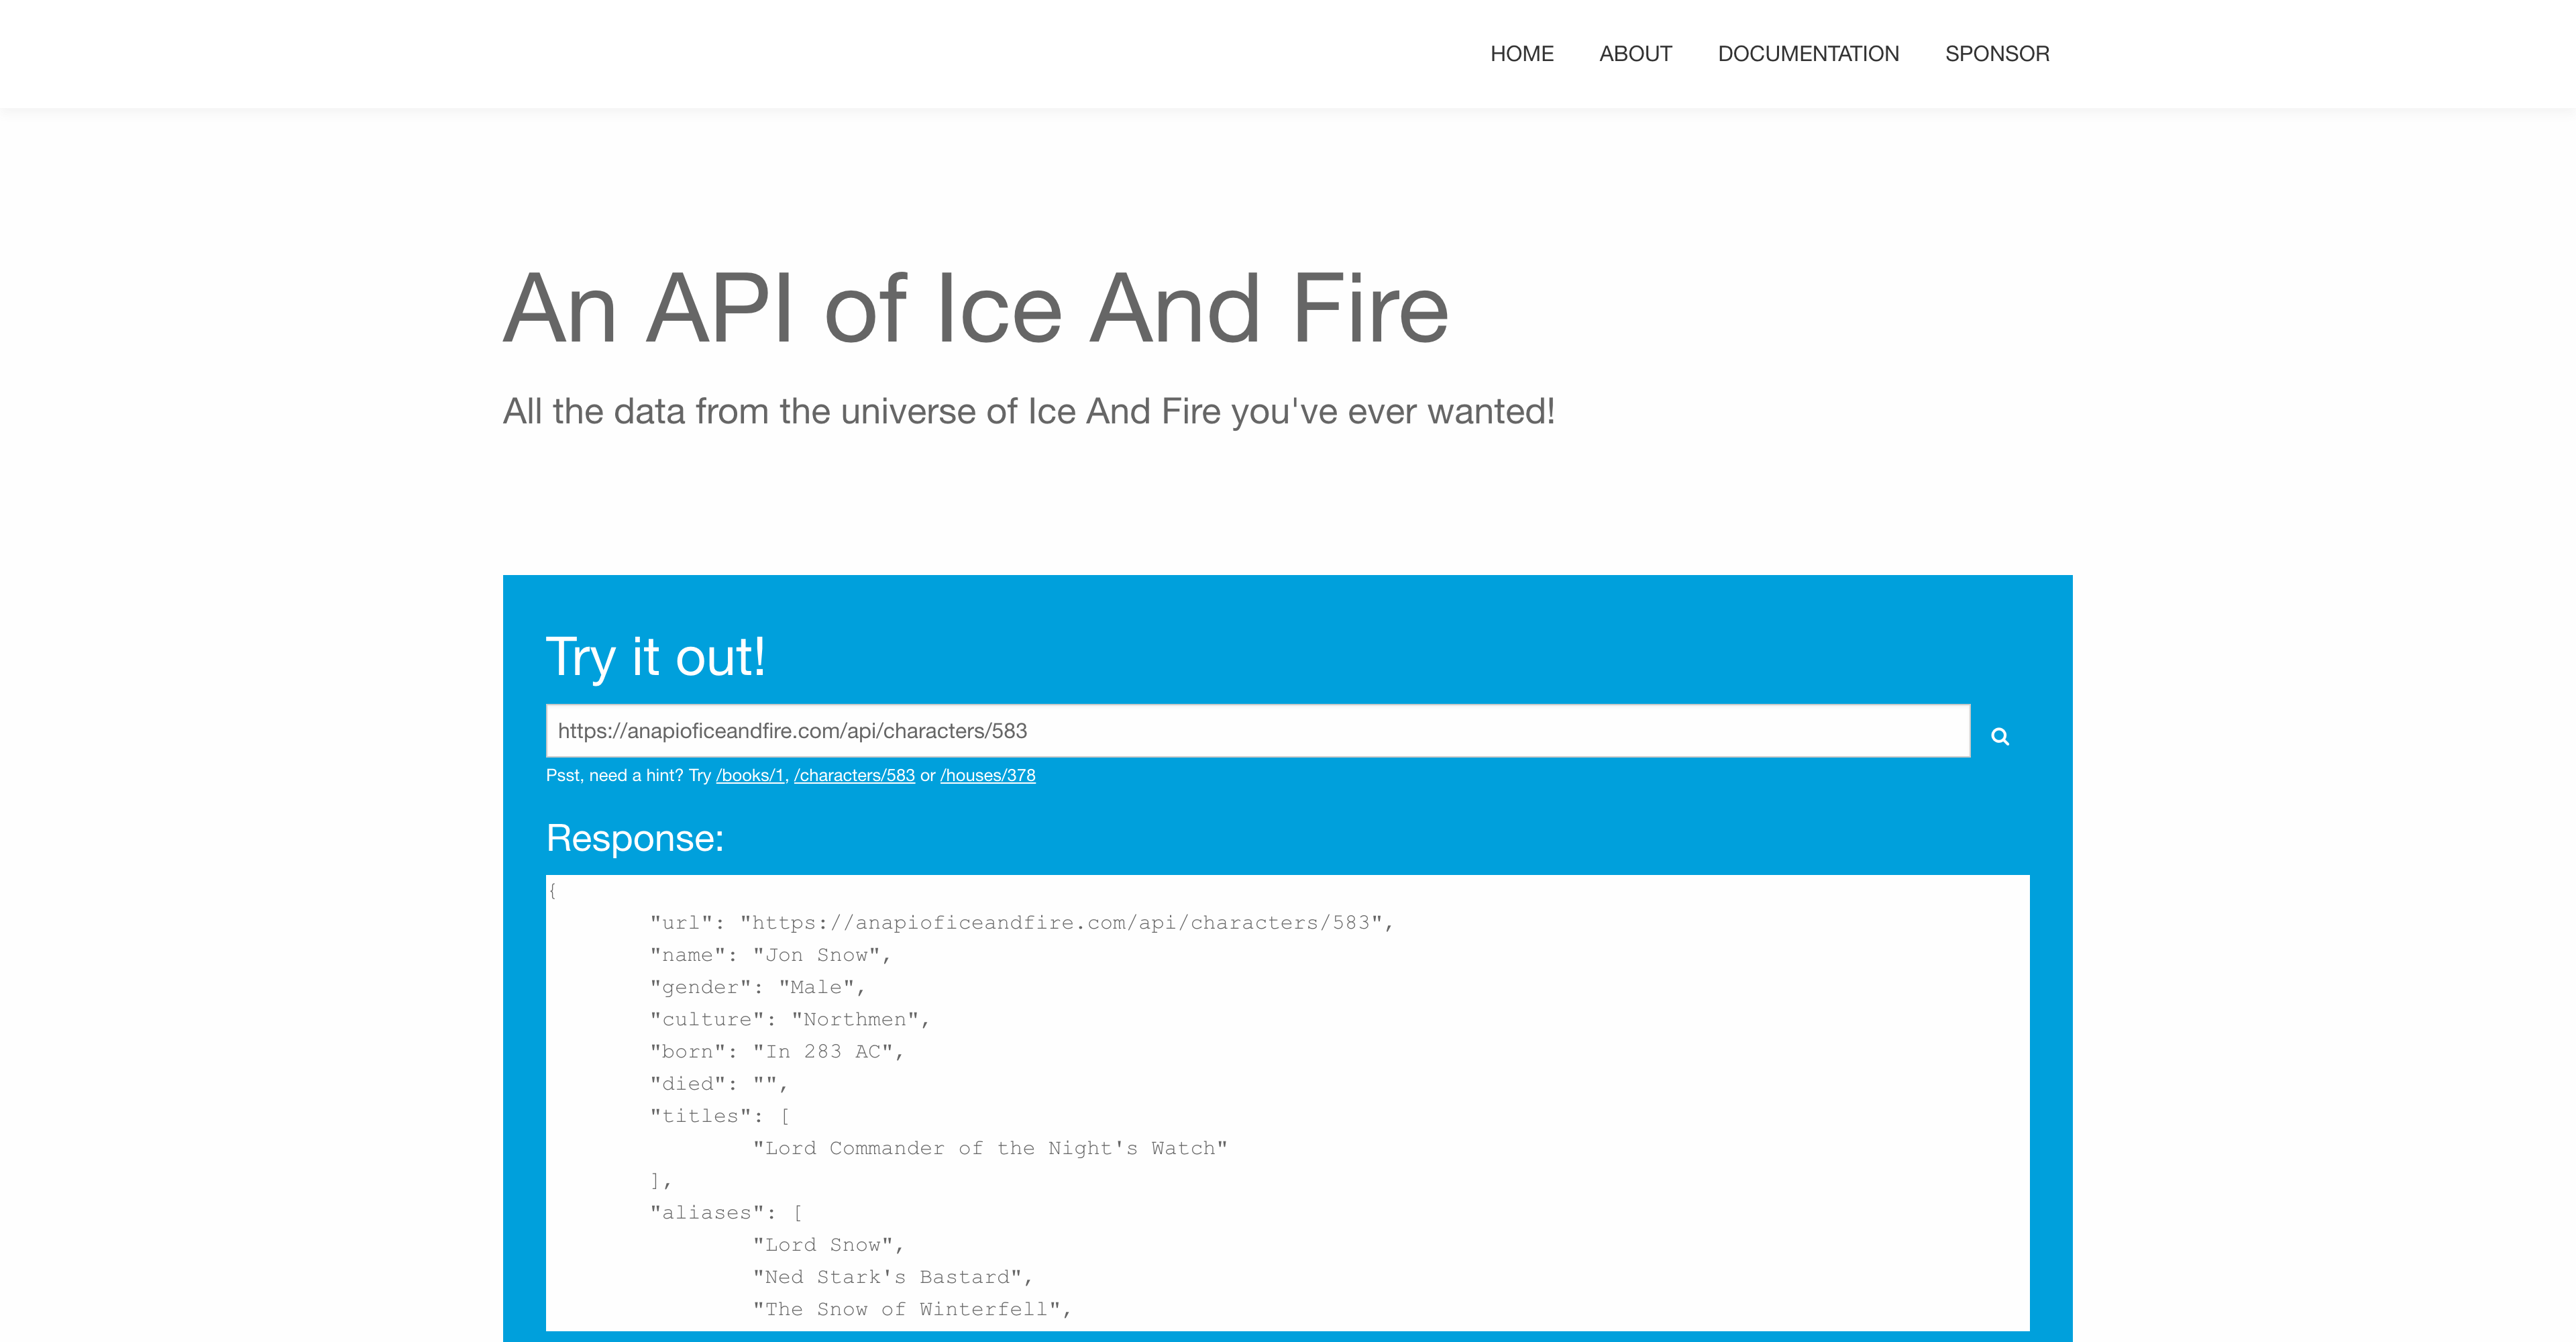 HOME ABOUT DOCUMENTATION SPONSOR
An API of Ice And Fire
All the data from the universe of Ice And Fire you've ever wanted!
Try it out!
https://anapioficeandfire.com/api/characters/583
Psst, need a hint? Try /books/1, /characters/583 or /houses/378
Response:
{
"url": "https://anapioficeandfire.com/api/characters/583",
"name": "Jon Snow",
"gender": "Male",
"culture": "Northmen",
"born": "In 283 AC",
"died": "",
"titles": [
"Lord Commander of the Night's Watch"
],
"aliases": [
"Lord Snow",
"Ned Stark's Bastard",
"The Snow of Winterfell",